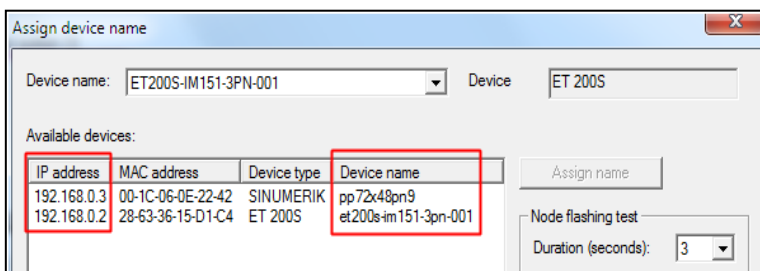 Assign device name
Device name: ET200S-IM151-3PN-001 Device ET 200S
Available devices:
IP address MAC address Device type Device name
Assign name
192.168.0.3 00-1C-06-0E-22-42 SINUMERIK pp72x48pn9
192.168.0.2 28-63-36-15-D1-C4 ET 200S et200s-im151-3pn-001
Node flashing test
Duration (seconds): 3